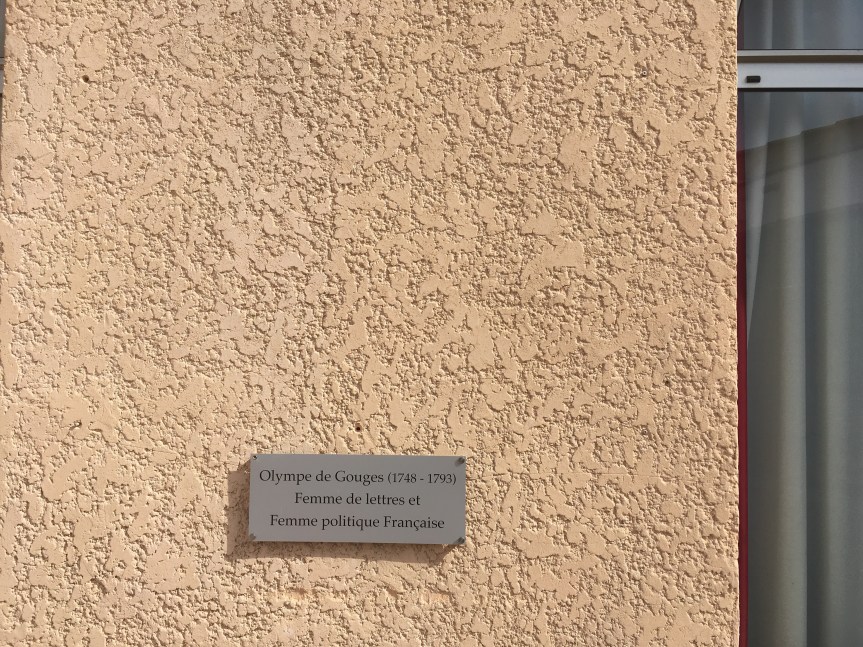 Olympe de Gouges (1748 - 1793)
Femme de lettres et
Femme politique Française